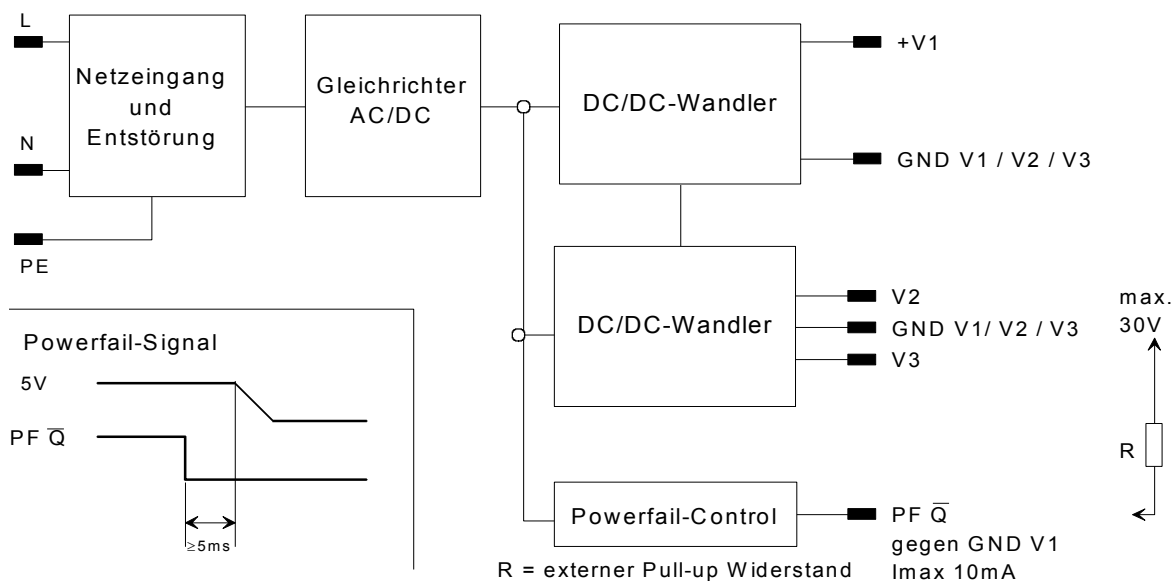 L
N
PE
Netzeingang
und
Entstörung
Gleichrichter
AC/DC
DC/DC-Wandler
+V1
GND V1 / V2 / V3
DC/DC-Wandler
V2
GND V1/ V2 / V3
V3
max.
30V
R
Powerfail-Signal
5V
PF Q̅
≥5ms
Powerfail-Control
PF Q̅
gegen GND V1
Imax 10mA
R = externer Pull-up Widerstand